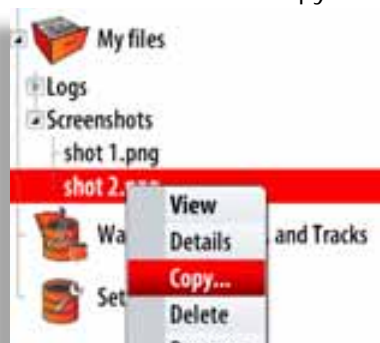 My files
Logs
Screenshots
shot 1.png
shot 2.
View
Details
and Tracks
Copy...
Delete